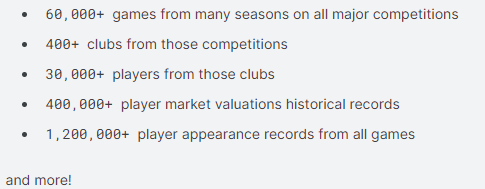 • 60,000+ games from many seasons on all major competitions
• 400+ clubs from those competitions
• 30,000+ players from those clubs
• 400,000+ player market valuations historical records
• 1,200,000+ player appearance records from all games
and more!